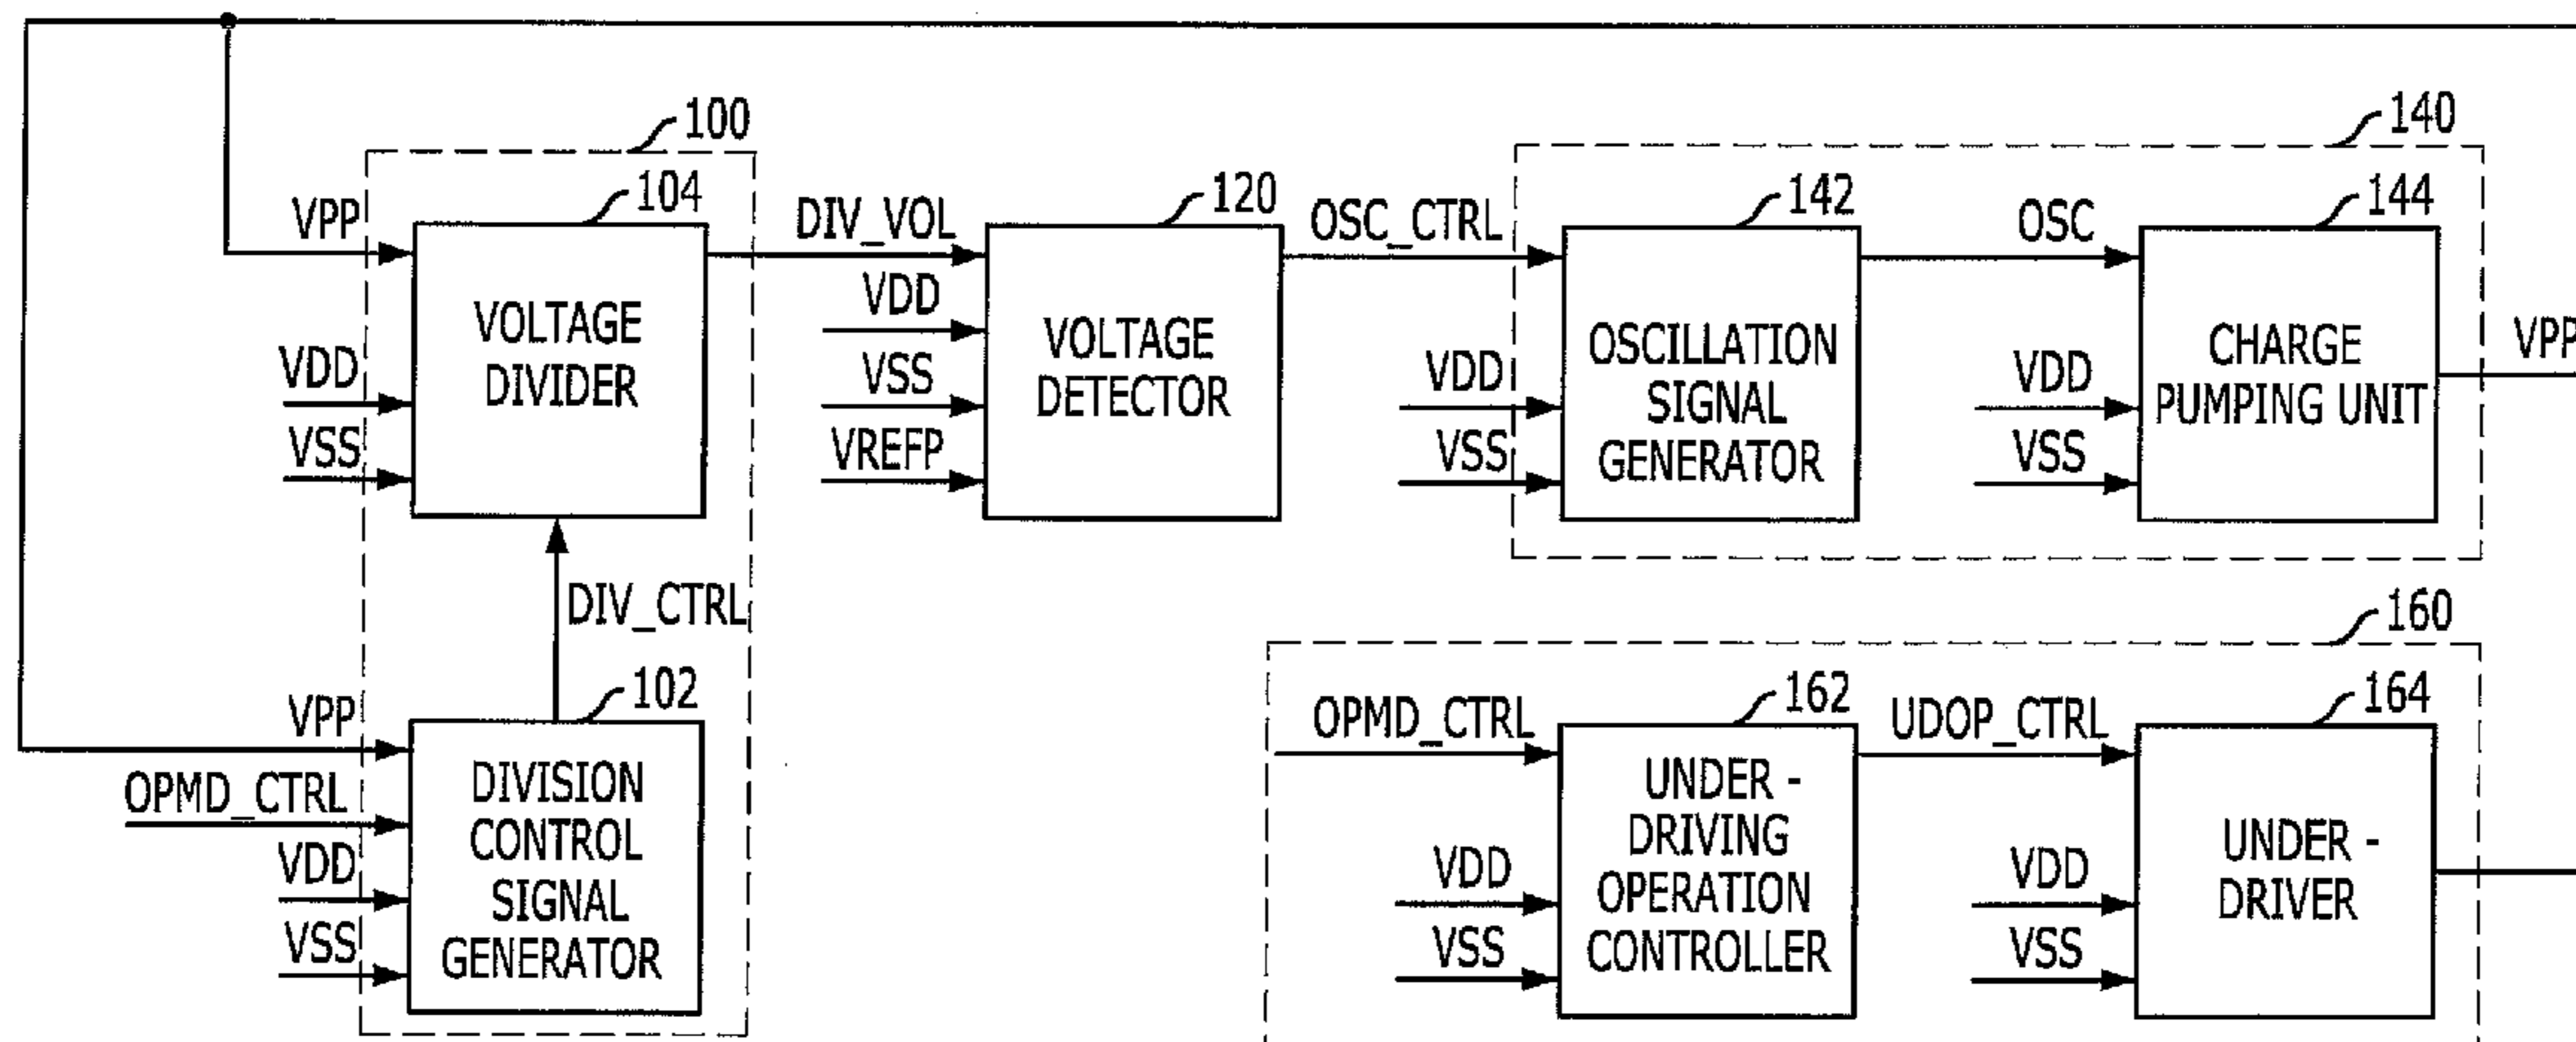 100
104
VPP
VDD
VSS
VOLTAGE
DIVIDER
DIV_VOL
120
VDD
VSS
VREFP
VOLTAGE
DETECTOR
OSC_CTRL
140
142
VDD
VSS
OSCILLATION
SIGNAL
GENERATOR
OSC
144
VDD
VSS
CHARGE
PUMPING UNIT
VPP
DIV_CTRL
102
VPP
OPMD_CTRL
VDD
VSS
DIVISION
CONTROL
SIGNAL
GENERATOR
160
OPMD_CTRL
162
VDD
VSS
UNDER -
DRIVING
OPERATION
CONTROLLER
UDOP_CTRL
164
VDD
VSS
UNDER -
DRIVER